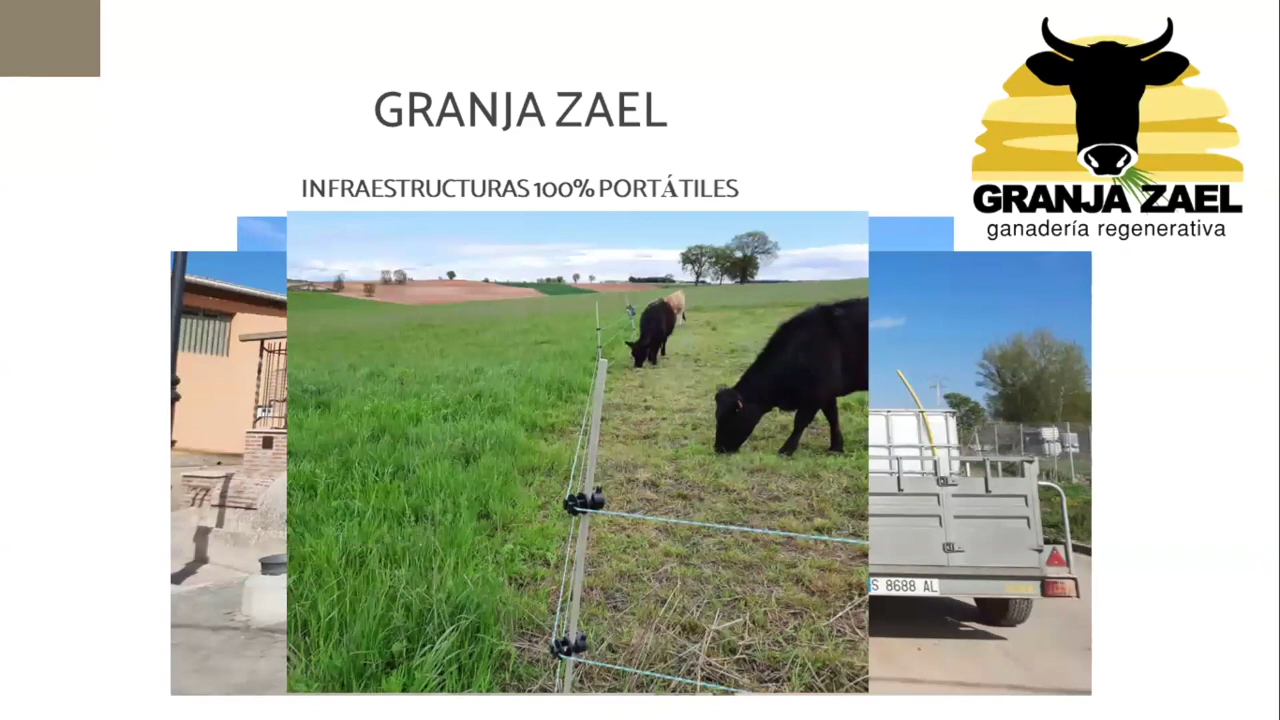 GRANJA ZAEL
INFRAESTRUCTURAS 100% PORTÁTILES
GRANJA ZAEL
ganadería regenerativa
S 8688 AL